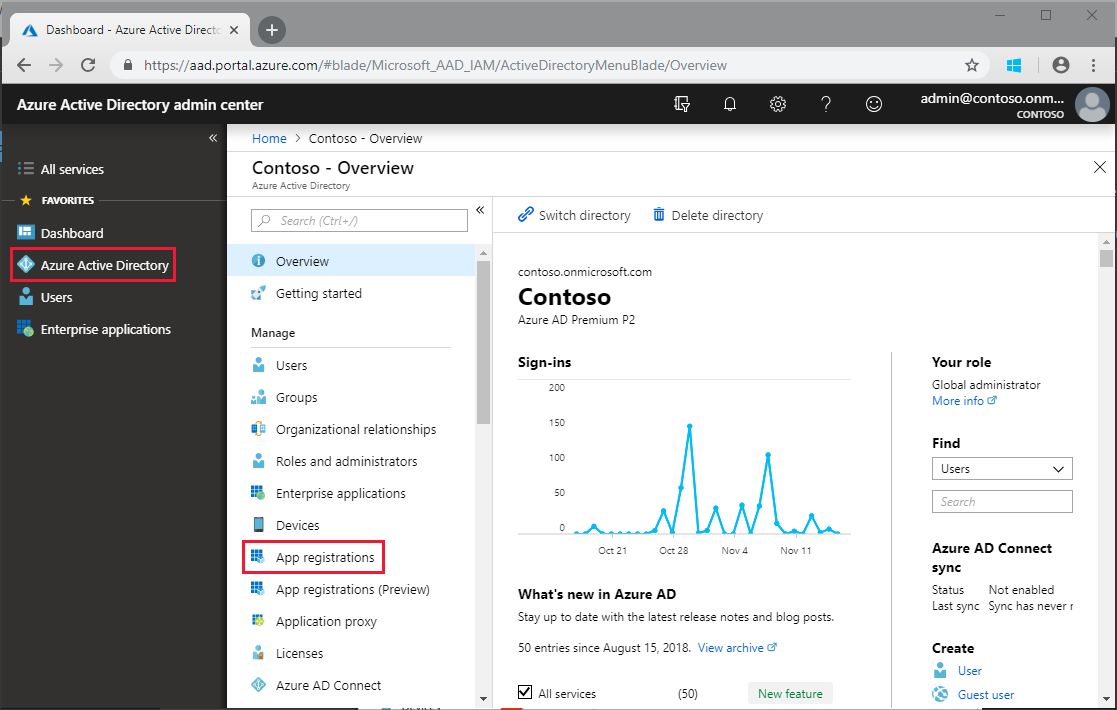 Dashboard - Azure Active Directo
https://aad.portal.azure.com/#blade/Microsoft_AAD_IAM/ActiveDirectoryMenuBlade/Overview
Azure Active Directory admin center
admin@contoso.onm...
CONTOSO
All services
FAVORITES
Dashboard
Azure Active Directory
Users
Enterprise applications
Home > Contoso - Overview
Contoso - Overview
Azure Active Directory
Search (Ctrl+/)
Overview
Getting started
Manage
Users
Groups
Organizational relationships
Roles and administrators
Enterprise applications
Devices
App registrations
App registrations (Preview)
Application proxy
Licenses
Azure AD Connect
Switch directory
Delete directory
contoso.onmicrosoft.com
Contoso
Azure AD Premium P2
Sign-ins
200
150
100
50
0
Oct 21
Oct 28
Nov 4
Nov 11
What's new in Azure AD
Stay up to date with the latest release notes and blog posts.
50 entries since August 15, 2018. View archive
All services (50) New feature
Your role
Global administrator
More info
Find
Users
Search
Azure AD Connect
sync
Status Not enabled
Last sync Sync has never r
Create
User
Guest user